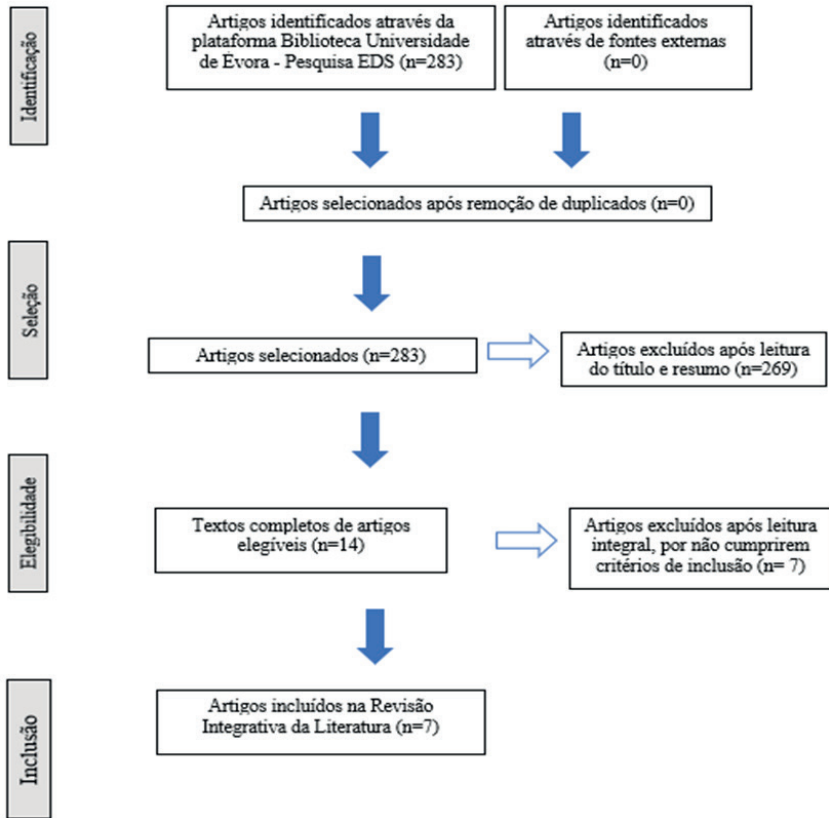 Identificação
Artigos identificados através da
plataforma Biblioteca Universidade
de Évora - Pesquisa EDS (n=283)
Artigos identificados
através de fontes externas
(n=0)
Artigos selecionados após remoção de duplicados (n=0)
Seleção
Artigos selecionados (n=283)
Artigos excluídos após leitura
do título e resumo (n=269)
Elegibilidade
Textos completos de artigos
elegíveis (n=14)
Artigos excluídos após leitura
integral, por não cumprirem
critérios de inclusão (n= 7)
Inclusão
Artigos incluídos na Revisão
Integrativa da Literatura (n=7)